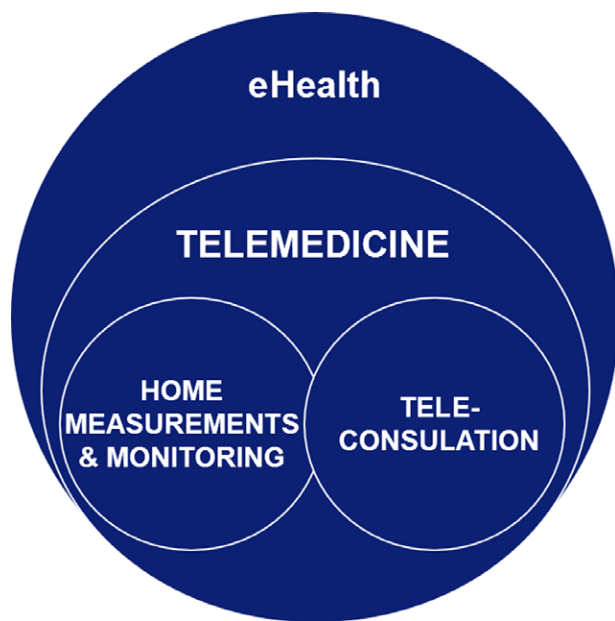 eHealth
TELEMEDICINE
HOME
MEASUREMENTS
& MONITORING
TELE-
CONSULATION